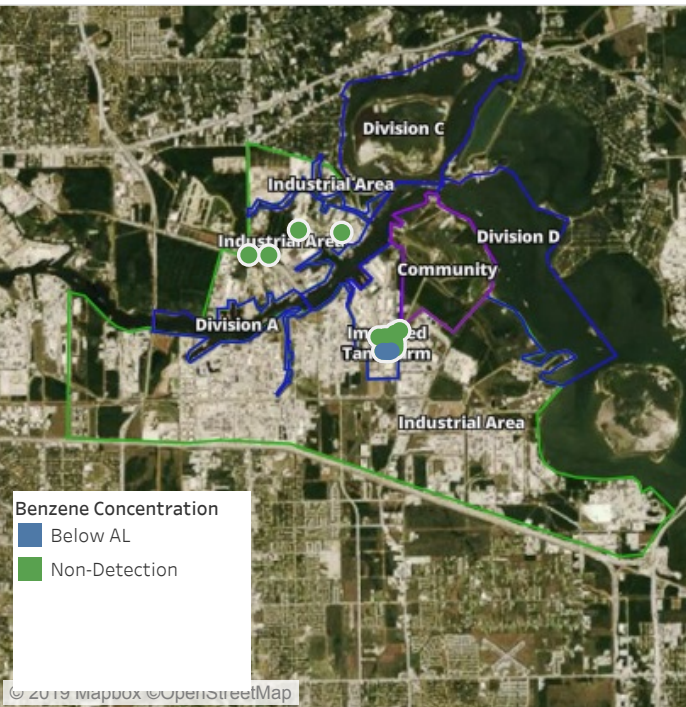 Division C
Industrial Area
Division D
Industrial Area
Community
Division A
Tank Farm
Industrial Area
Benzene Concentration
Below AL
Non-Detection
© 2019 Mapbox ©OpenStreetMap